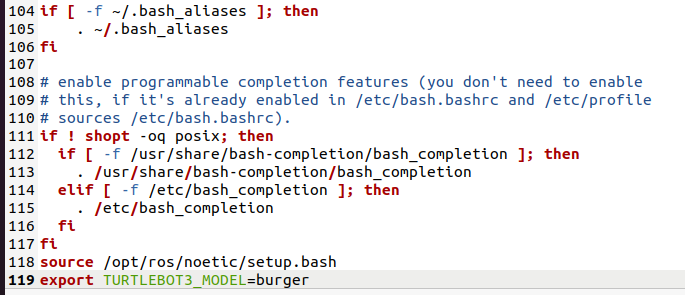 104 if [ -f ~/.bash_aliases ]; then
105     . ~/.bash_aliases
106 fi
107
108 # enable programmable completion features (you don't need to enable
109 # this, if it's already enabled in /etc/bash.bashrc and /etc/profile
110 # sources /etc/bash.bashrc).
111 if ! shopt -oq posix; then
112   if [ -f /usr/share/bash-completion/bash_completion ]; then
113     . /usr/share/bash-completion/bash_completion
114   elif [ -f /etc/bash_completion ]; then
115     . /etc/bash_completion
116   fi
117 fi
118 source /opt/ros/noetic/setup.bash
119 export TURTLEBOT3_MODEL=burger